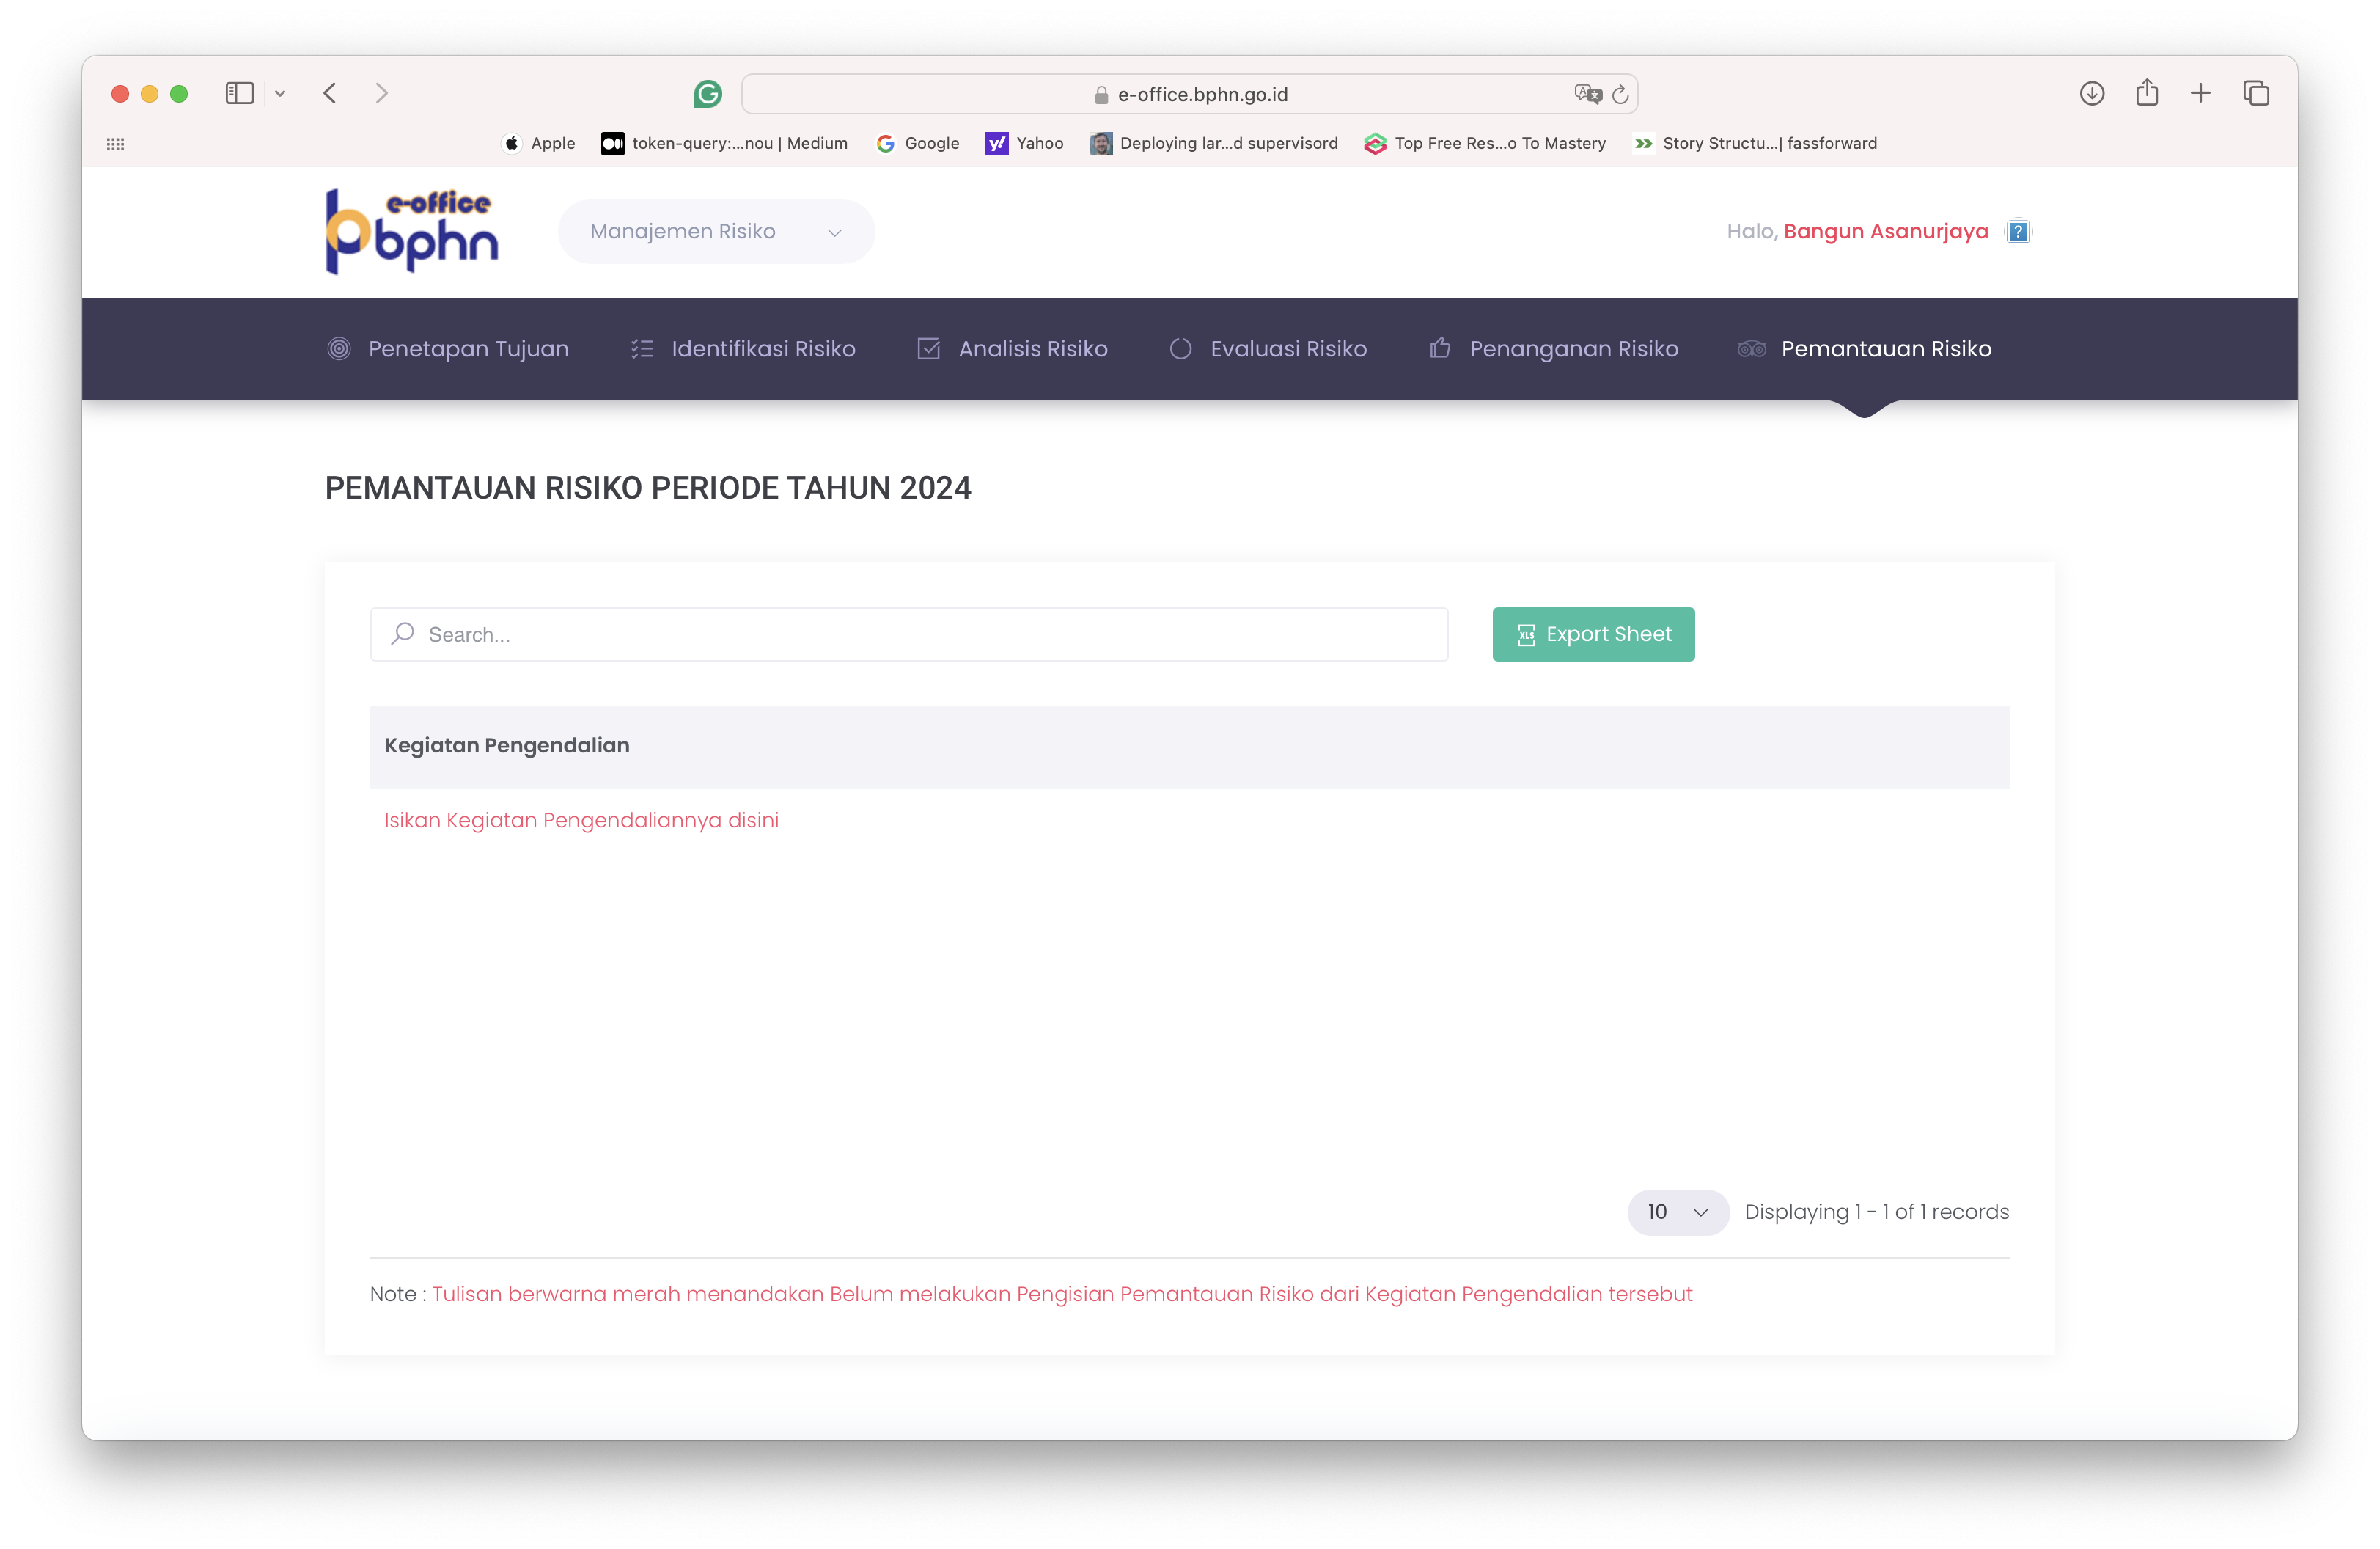 e-office.bphn.go.id
Apple
token-query:...nou | Medium
Google
Yahoo
Deploying lar...d supervisord
Top Free Res...o To Mastery
Story Structu...| fassforward
e-office
bphn
Manajemen Risiko
Halo, Bangun Asanurjaya
Penetapan Tujuan
Identifikasi Risiko
Analisis Risiko
Evaluasi Risiko
Penanganan Risiko
Pemantauan Risiko
PEMANTAUAN RISIKO PERIODE TAHUN 2024
Search...
XLS Export Sheet
Kegiatan Pengendalian
Isikan Kegiatan Pengendaliannya disini
10
Displaying 1 - 1 of 1 records
Note : Tulisan berwarna merah menandakan Belum melakukan Pengisian Pemantauan Risiko dari Kegiatan Pengendalian tersebut